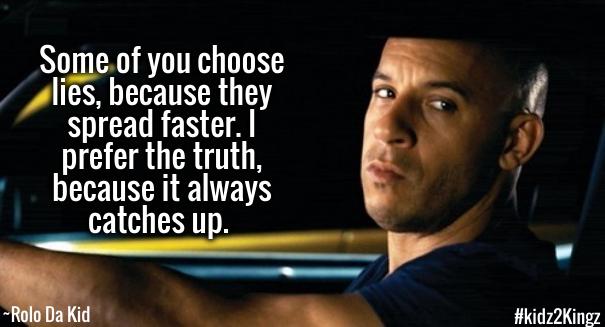 Some of you choose
lies, because they
spread faster. I
prefer the truth,
because it always
catches up.
~Rolo Da Kid
#kidz2Kingz